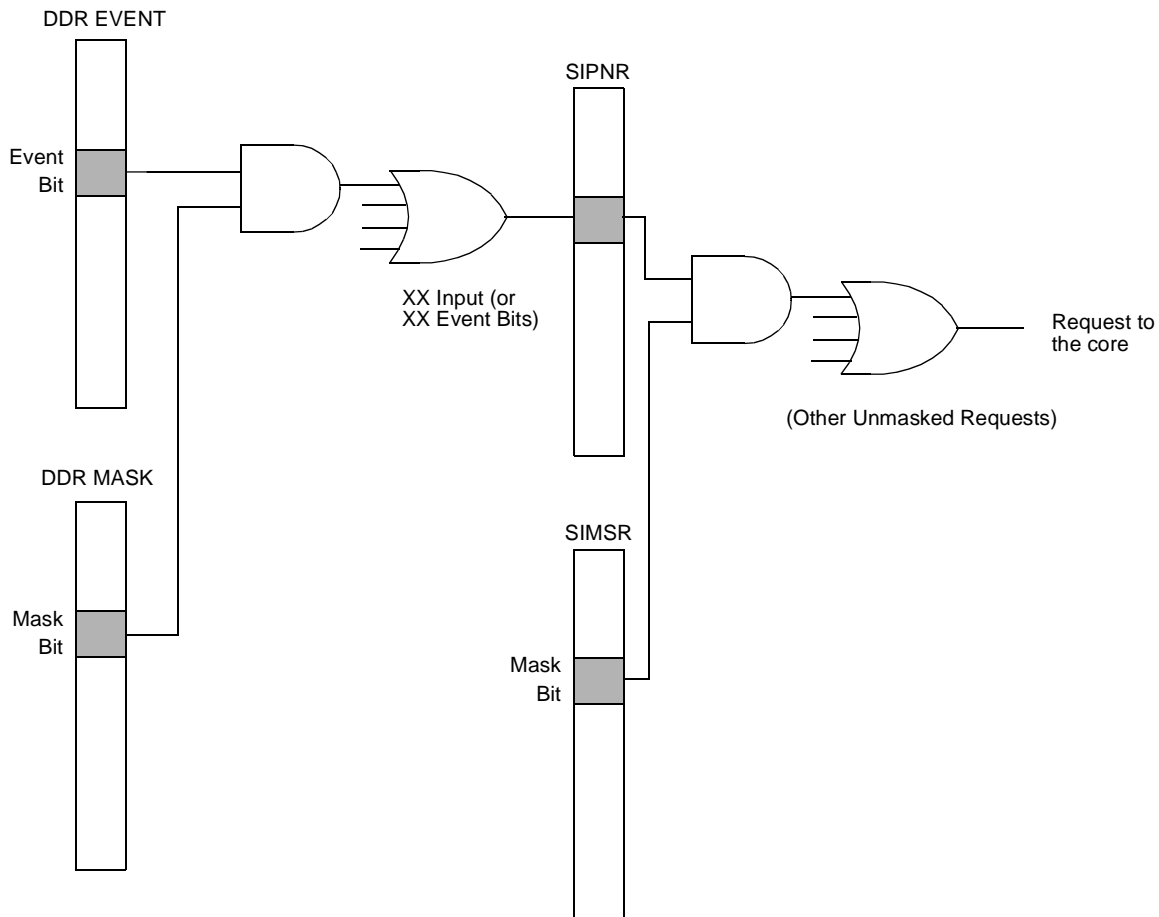 DDR EVENT
Event
Bit
SIPNR
XX Input (or
XX Event Bits)
Request to
the core
(Other Unmasked Requests)
DDR MASK
Mask
Bit
SIMSR
Mask
Bit